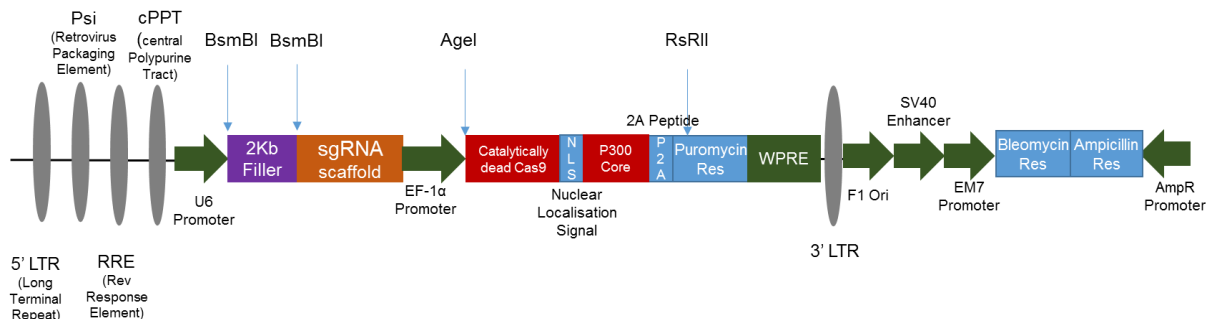 Psi
(Retrovirus
Packaging
Element)
cPPT
(central
Polypurine
Tract)
BsmBI
BsmBI
AgeI
RsRII
2A Peptide
SV40
Enhancer
2Kb
Filler
sgRNA
scaffold
Catalytically
dead Cas9
N
L
S
P300
Core
P
2
A
Puromycin
Res
WPRE
Bleomycin
Res
Ampicillin
Res
U6
Promoter
EF-1α
Promoter
Nuclear
Localisation
Signal
F1 Ori
EM7
Promoter
AmpR
Promoter
3’ LTR
5’ LTR
(Long
Terminal
Repeat)
RRE
(Rev
Response
Element)